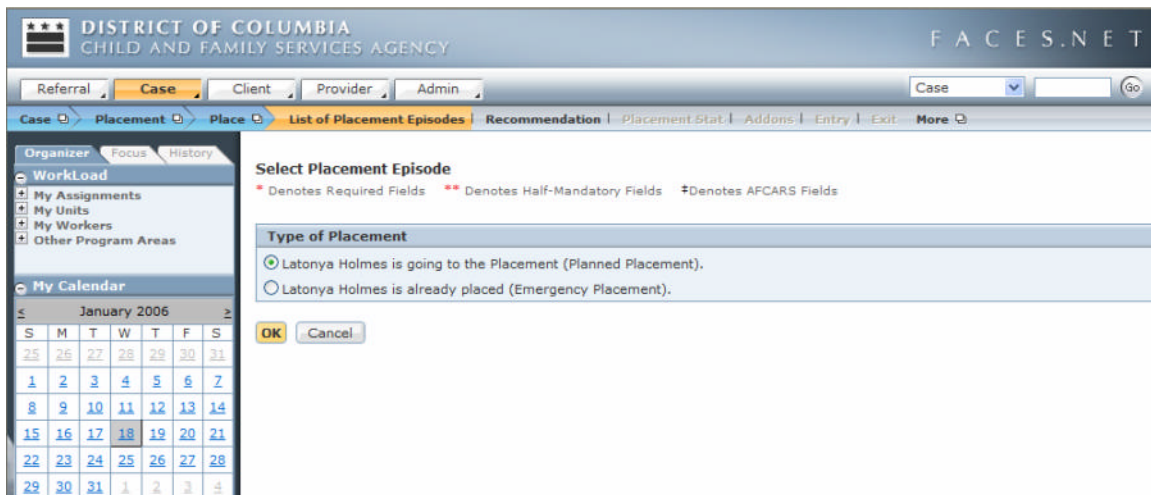 DISTRICT OF COLUMBIA
CHILD AND FAMILY SERVICES AGENCY
FACES.NET
Referral Case Client Provider Admin Case Go
Case Placement Place List of Placement Episodes Recommendation Placement Stat Addons Entry Exit More
Organizer Focus History
WorkLoad
My Assignments
My Units
My Workers
Other Program Areas
My Calendar
< January 2006 >
S M T W T F S
25 26 27 28 29 30 31
1 2 3 4 5 6 7
8 9 10 11 12 13 14
15 16 17 18 19 20 21
22 23 24 25 26 27 28
29 30 31 1 2 3 4
Select Placement Episode
* Denotes Required Fields ** Denotes Half-Mandatory Fields ‡Denotes AFCARS Fields
Type of Placement
Latonya Holmes is going to the Placement (Planned Placement).
Latonya Holmes is already placed (Emergency Placement).
OK Cancel